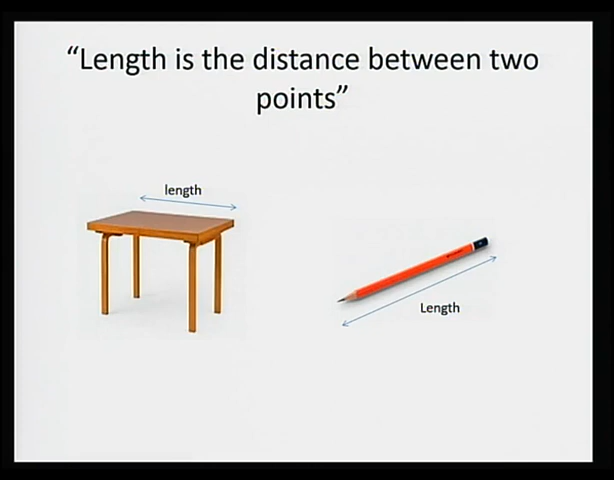 “Length is the distance between two
points”
length
Length